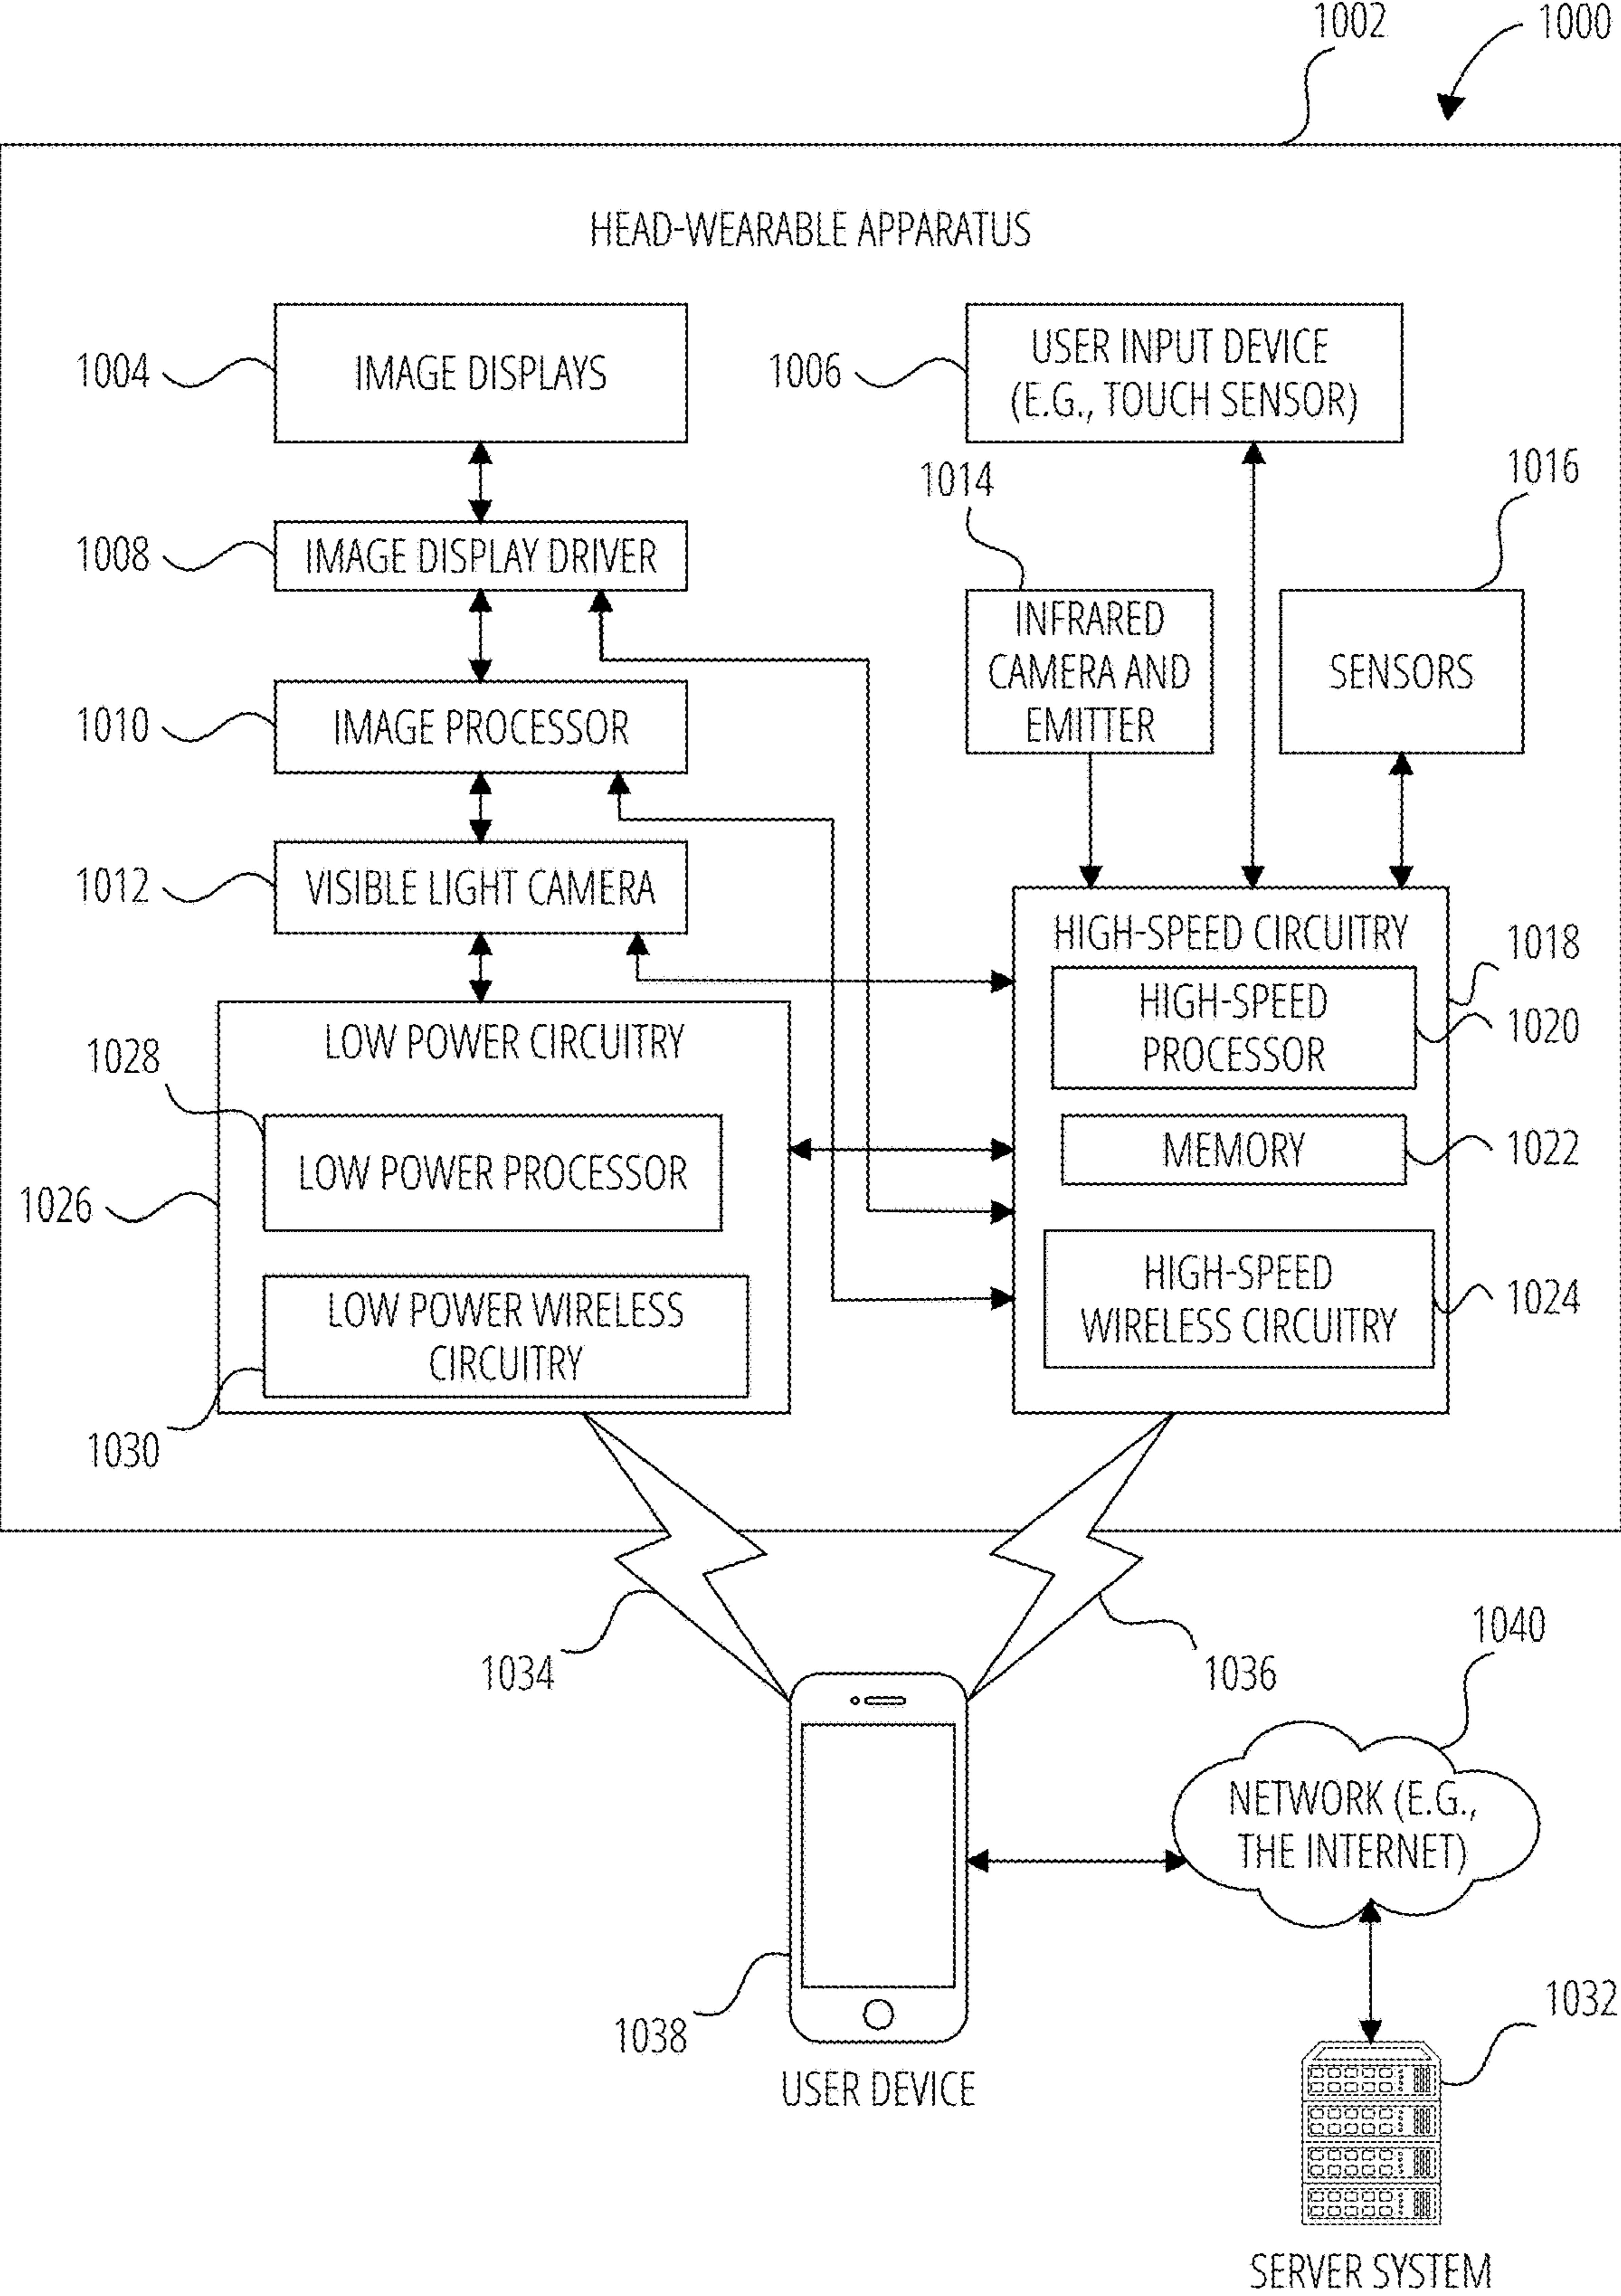 1002
1000
HEAD-WEARABLE APPARATUS
1004
IMAGE DISPLAYS
1006
USER INPUT DEVICE
(E.G., TOUCH SENSOR)
1014
1016
1008
IMAGE DISPLAY DRIVER
INFRARED
CAMERA AND
EMITTER
SENSORS
1010
IMAGE PROCESSOR
1012
VISIBLE LIGHT CAMERA
HIGH-SPEED CIRCUITRY
1018
HIGH-SPEED
PROCESSOR
1020
LOW POWER CIRCUITRY
1028
LOW POWER PROCESSOR
MEMORY
1022
1026
LOW POWER WIRELESS
CIRCUITRY
HIGH-SPEED
WIRELESS CIRCUITRY
1024
1030
1034
1036
1040
NETWORK (E.G.,
THE INTERNET)
1038
USER DEVICE
1032
SERVER SYSTEM